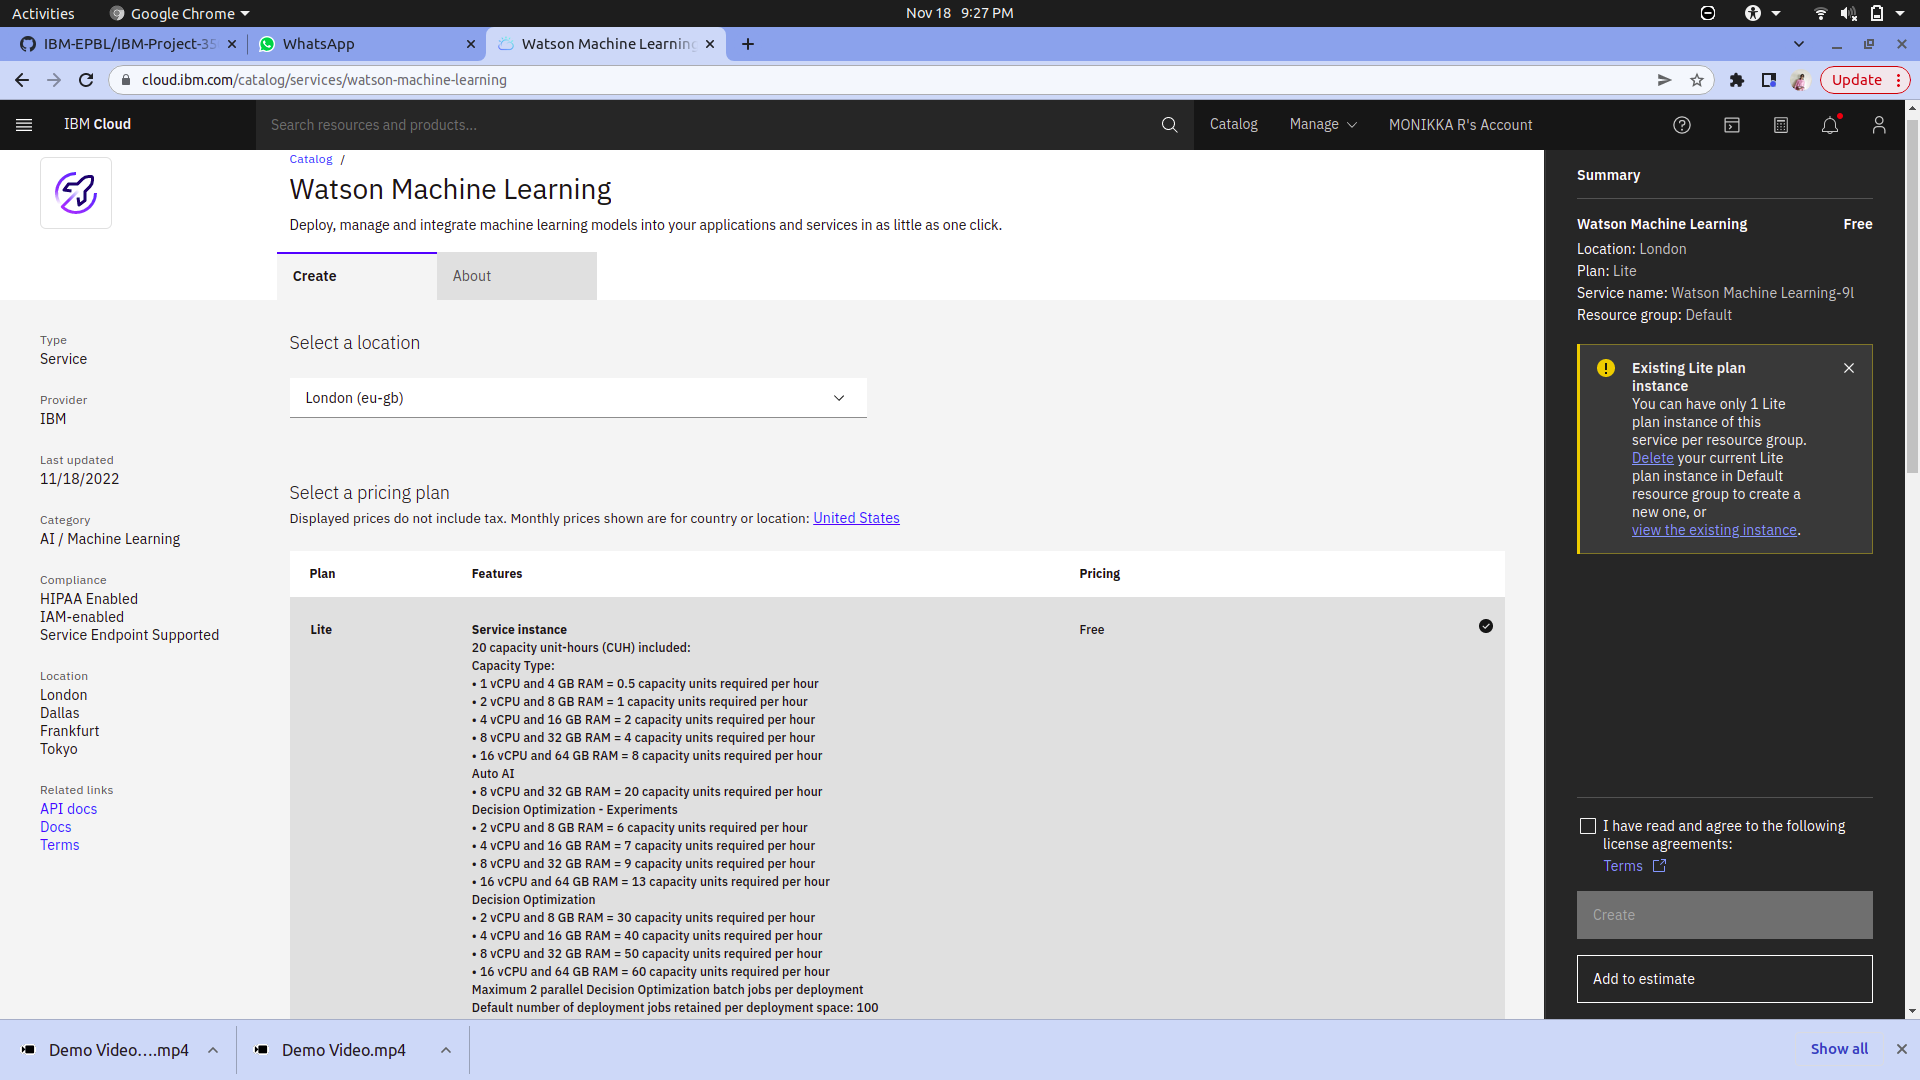 Activities
Google Chrome
Nov 18 9:27 PM
IBM-EPBL/IBM-Project-35
WhatsApp
Watson Machine Learning
cloud.ibm.com/catalog/services/watson-machine-learning
Update
IBM Cloud
Search resources and products...
Catalog
Manage
MONIKKA R's Account
Catalog /
Watson Machine Learning
Deploy, manage and integrate machine learning models into your applications and services in as little as one click.
Create
About
Type
Service
Provider
IBM
Last updated
11/18/2022
Category
AI / Machine Learning
Compliance
HIPAA Enabled
IAM-enabled
Service Endpoint Supported
Location
London
Dallas
Frankfurt
Tokyo
Related links
API docs
Docs
Terms
Select a location
London (eu-gb)
Select a pricing plan
Displayed prices do not include tax. Monthly prices shown are for country or location: United States
Plan
Features
Pricing
Lite
Service instance
Free
20 capacity unit-hours (CUH) included:
Capacity Type:
• 1 vCPU and 4 GB RAM = 0.5 capacity units required per hour
• 2 vCPU and 8 GB RAM = 1 capacity units required per hour
• 4 vCPU and 16 GB RAM = 2 capacity units required per hour
• 8 vCPU and 32 GB RAM = 4 capacity units required per hour
• 16 vCPU and 64 GB RAM = 8 capacity units required per hour
Auto AI
• 8 vCPU and 32 GB RAM = 20 capacity units required per hour
Decision Optimization - Experiments
• 2 vCPU and 8 GB RAM = 6 capacity units required per hour
• 4 vCPU and 16 GB RAM = 7 capacity units required per hour
• 8 vCPU and 32 GB RAM = 9 capacity units required per hour
• 16 vCPU and 64 GB RAM = 13 capacity units required per hour
Decision Optimization
• 2 vCPU and 8 GB RAM = 30 capacity units required per hour
• 4 vCPU and 16 GB RAM = 40 capacity units required per hour
• 8 vCPU and 32 GB RAM = 50 capacity units required per hour
• 16 vCPU and 64 GB RAM = 60 capacity units required per hour
Maximum 2 parallel Decision Optimization batch jobs per deployment
Default number of deployment jobs retained per deployment space: 100
Summary
Watson Machine Learning
Free
Location: London
Plan: Lite
Service name: Watson Machine Learning-9l
Resource group: Default
Existing Lite plan
instance
You can have only 1 Lite
plan instance of this
service per resource group.
Delete your current Lite
plan instance in Default
resource group to create a
new one, or
view the existing instance.
I have read and agree to the following
license agreements:
Terms
Create
Add to estimate
Demo Video....mp4
Demo Video.mp4
Show all